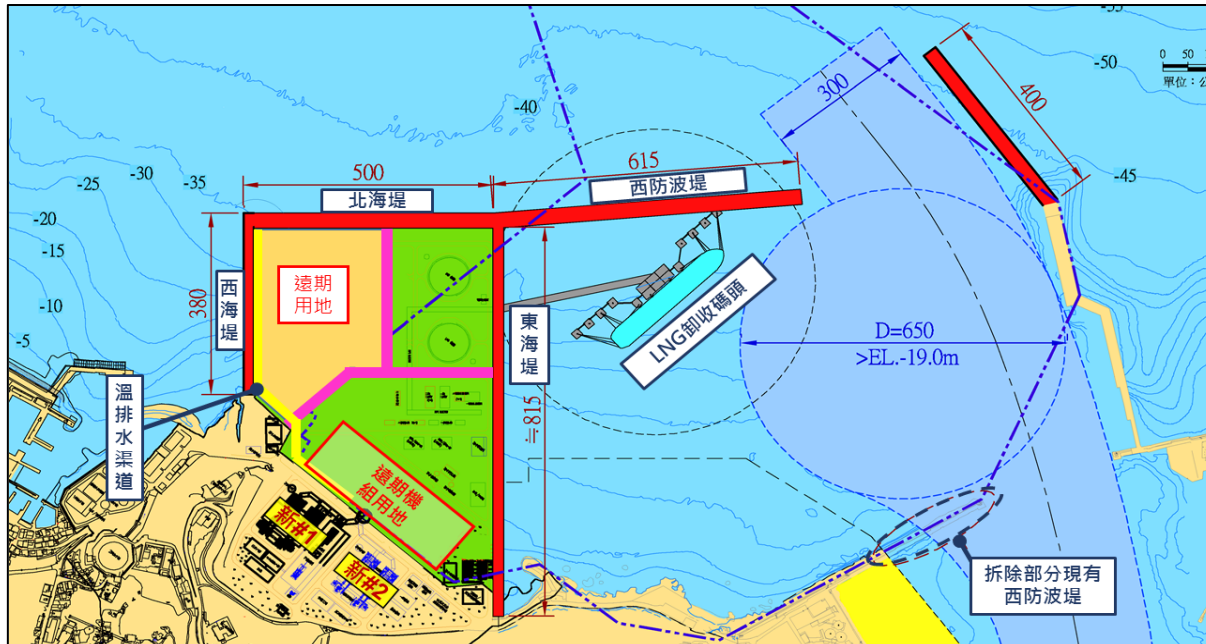 -55
-50
0 50
單位：公
300
400
-40
-45
500
615
北海堤
西防波堤
-35
-30
-25
-20
-15
-10
-5
西
海
堤
380
遠期
用地
東
海
堤
≒815
LNG卸收碼頭
D=650
>EL.-19.0m
溫
排
水
渠
道
遠期機
組用地
新#1
新#2
拆除部分現有
西防波堤